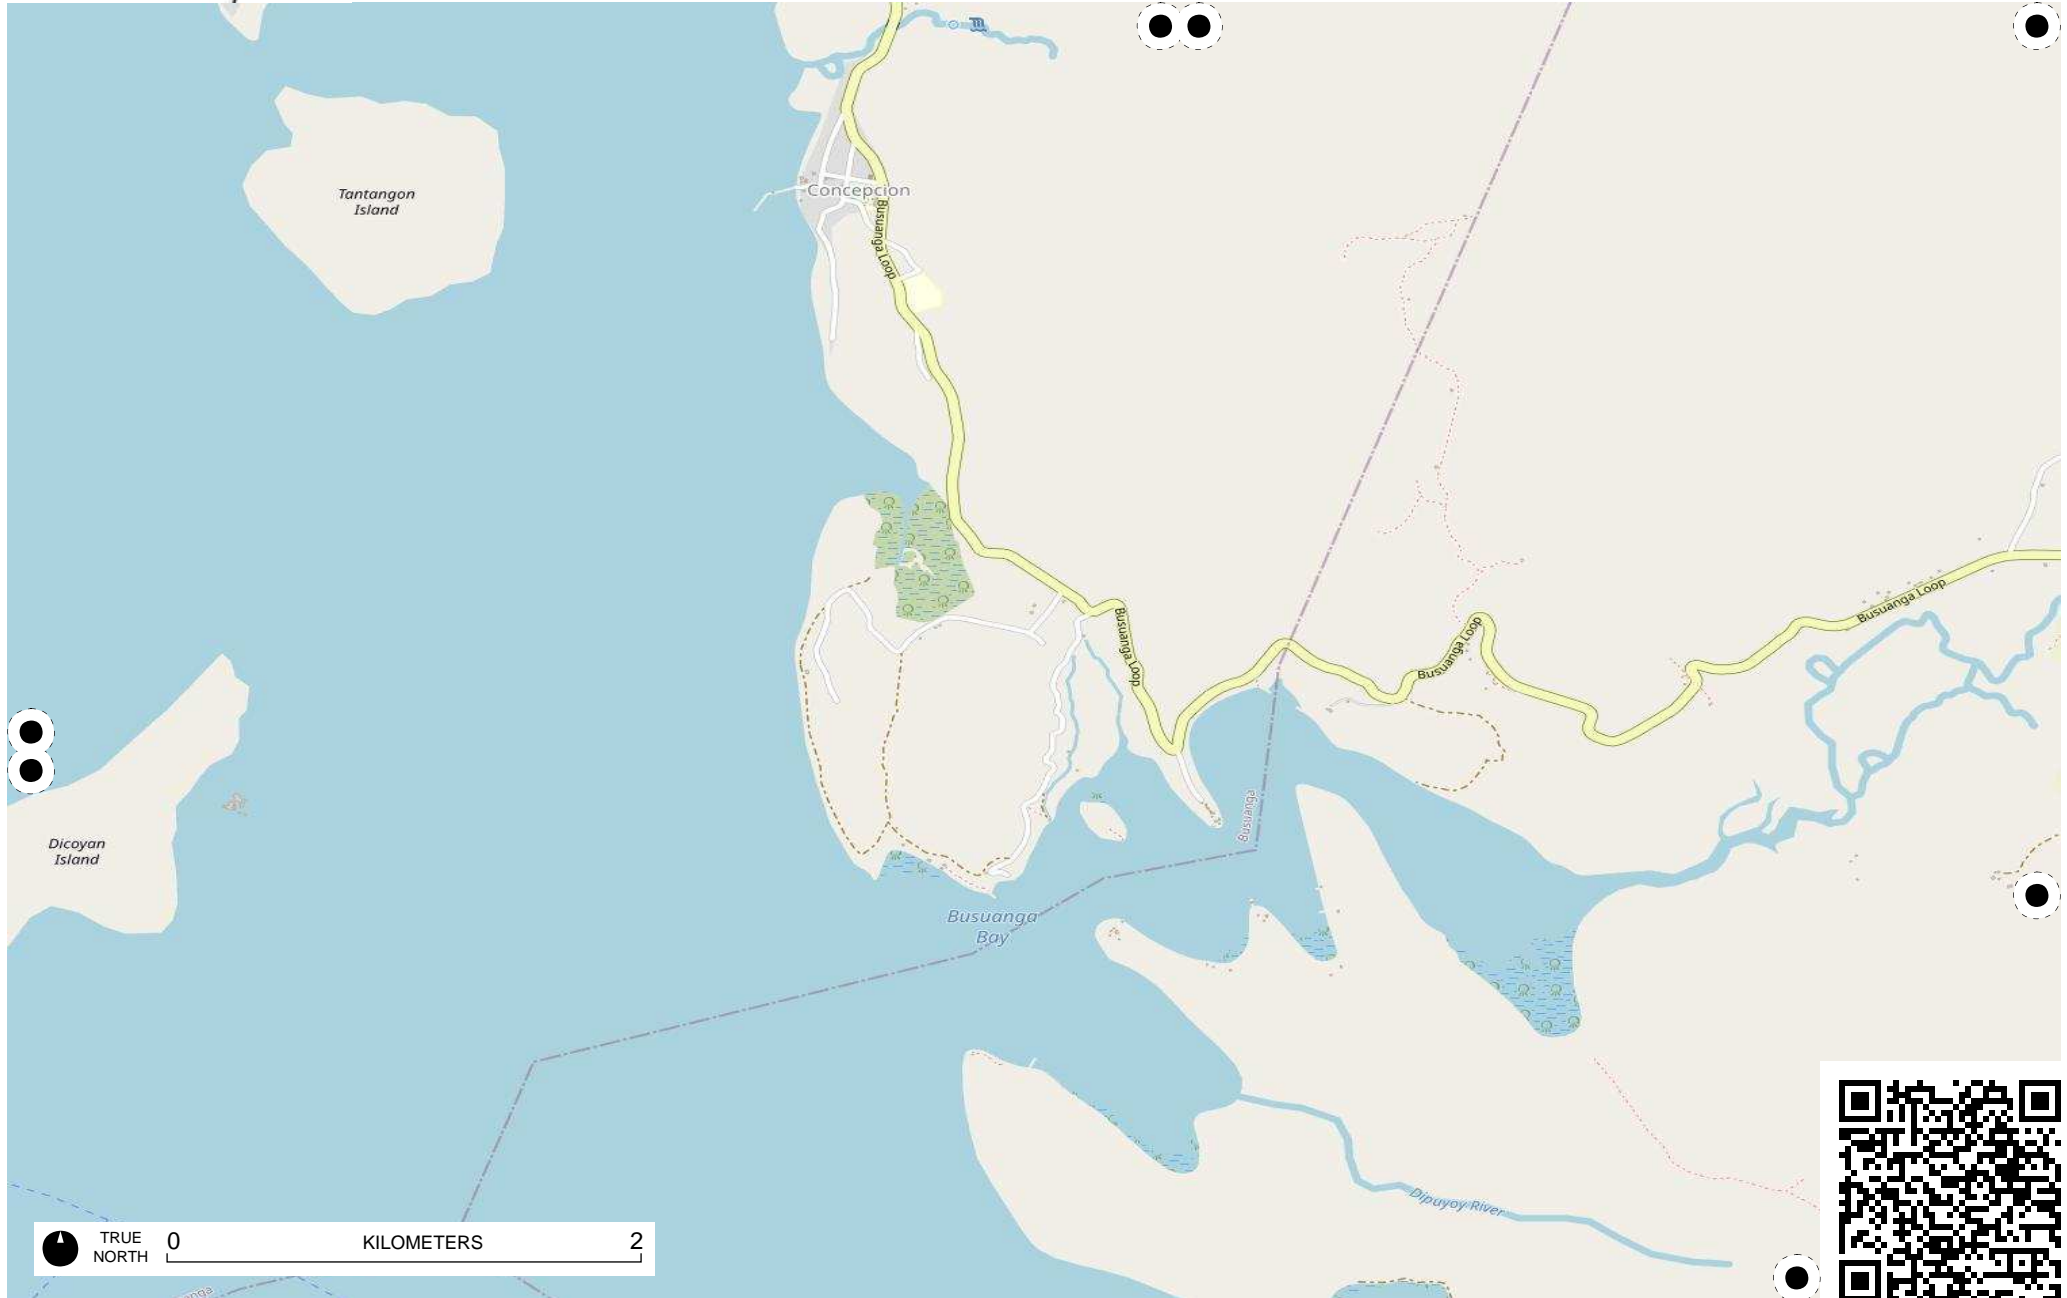 Tantangon
Island
Concepcion
Busuanga Loop
Busuanga Loop
Busuanga Loop
Busuanga Loop
Busuanga
Dicoyan
Island
Busuanga
Bay
Dipuyoy River
TRUE
NORTH
0
KILOMETERS
2